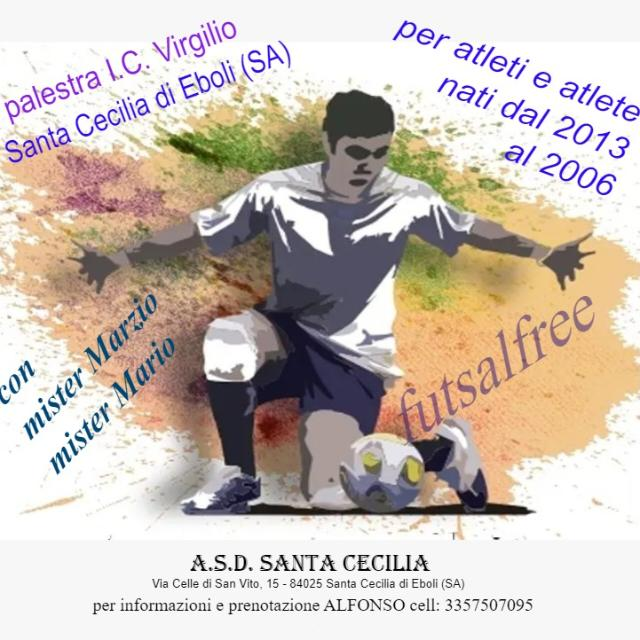 palestra I.C. Virgilio
Santa Cecilia di Eboli (SA)
per atleti e atlete
nati dal 2013
al 2006
con
mister Marzio
mister Mario
futsalfree
A.S.D. SANTA CECILIA
Via Celle di San Vito, 15 - 84025 Santa Cecilia di Eboli (SA)
per informazioni e prenotazione ALFONSO cell: 3357507095